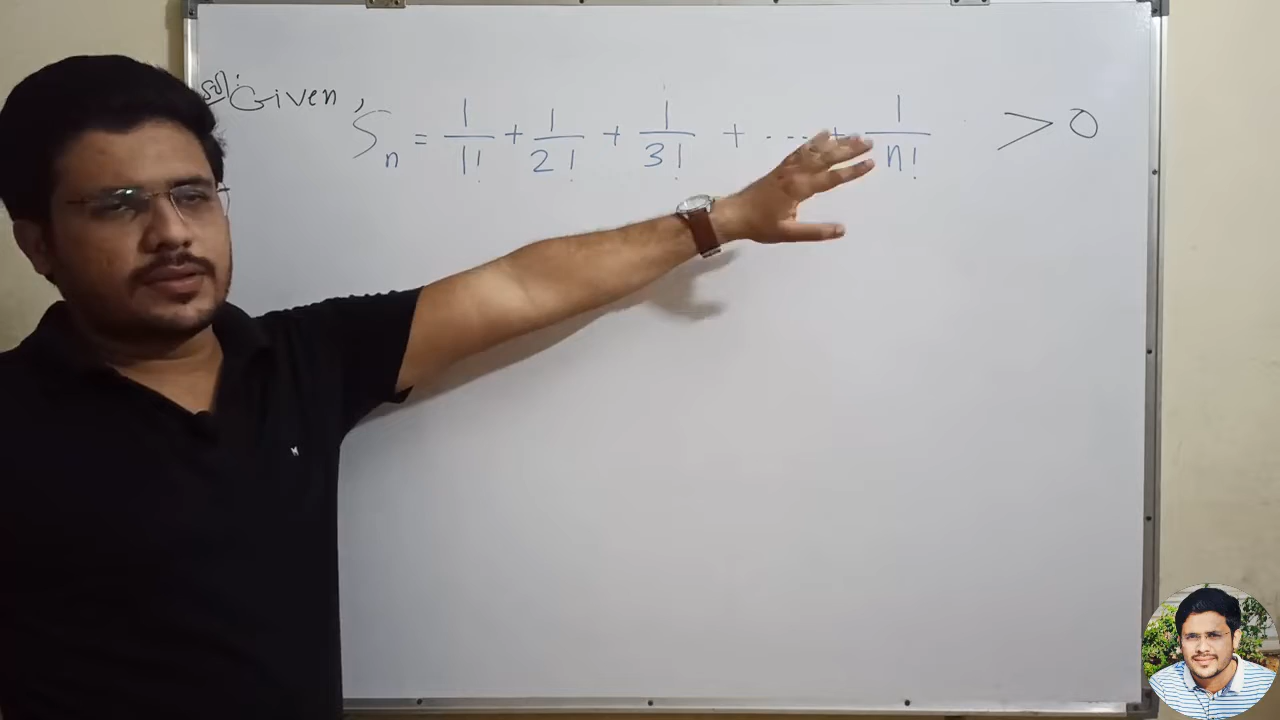 Given, Sₙ = 1/1! + 1/2! + 1/3! + ---- + 1/n! > 0